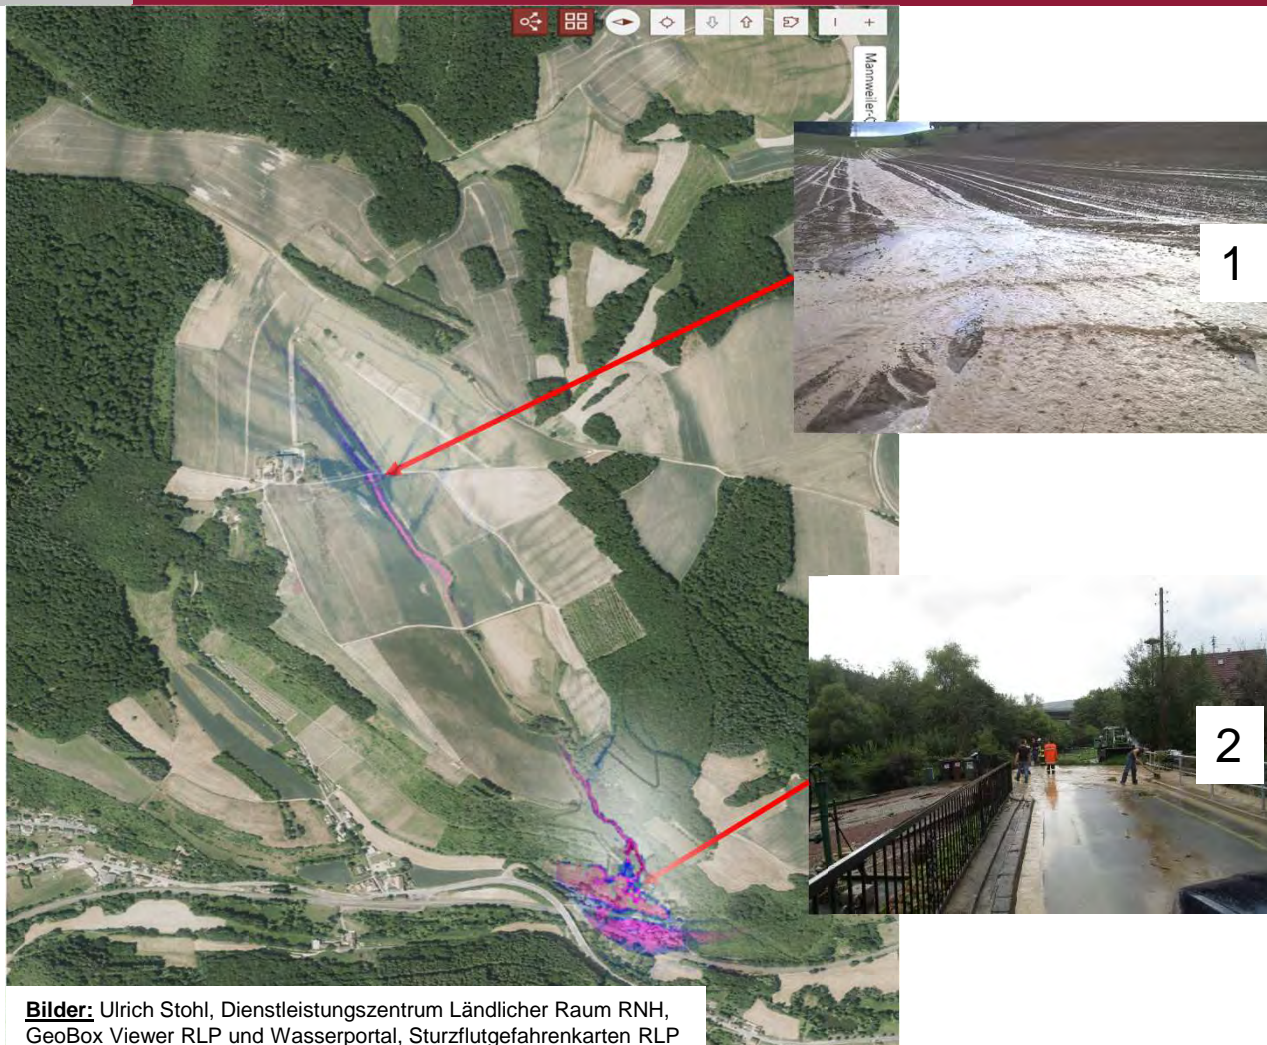 Mannweiler-C
1
2
Bilder: Ulrich Stohl, Dienstleistungszentrum Ländlicher Raum RNH,
GeoBox Viewer RLP und Wasserportal, Sturzflutgefahrenkarten RLP